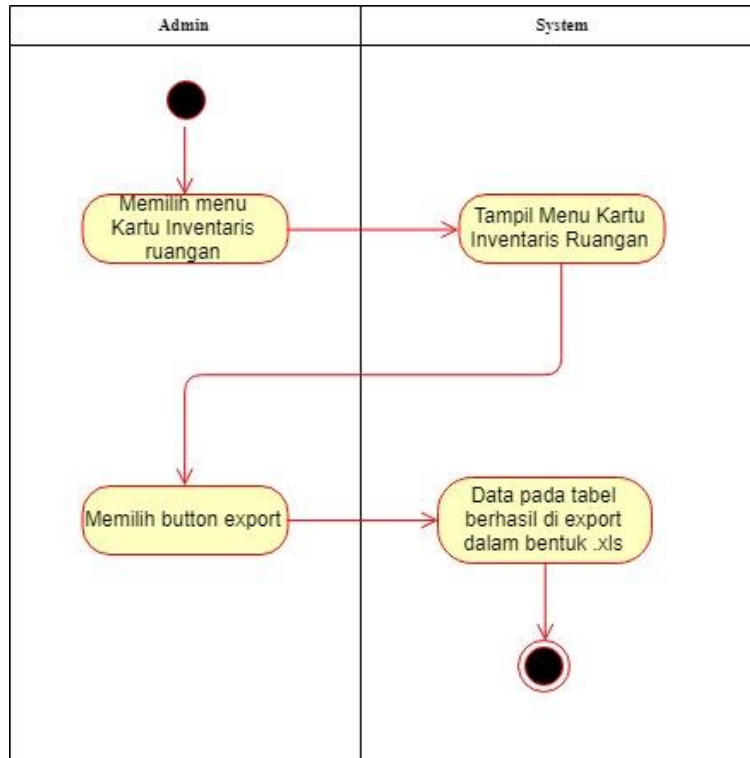 Admin
System
Memilih menu
Kartu Inventaris
ruangan
Tampil Menu Kartu
Inventaris Ruangan
Memilih button export
Data pada tabel
berhasil di export
dalam bentuk .xls